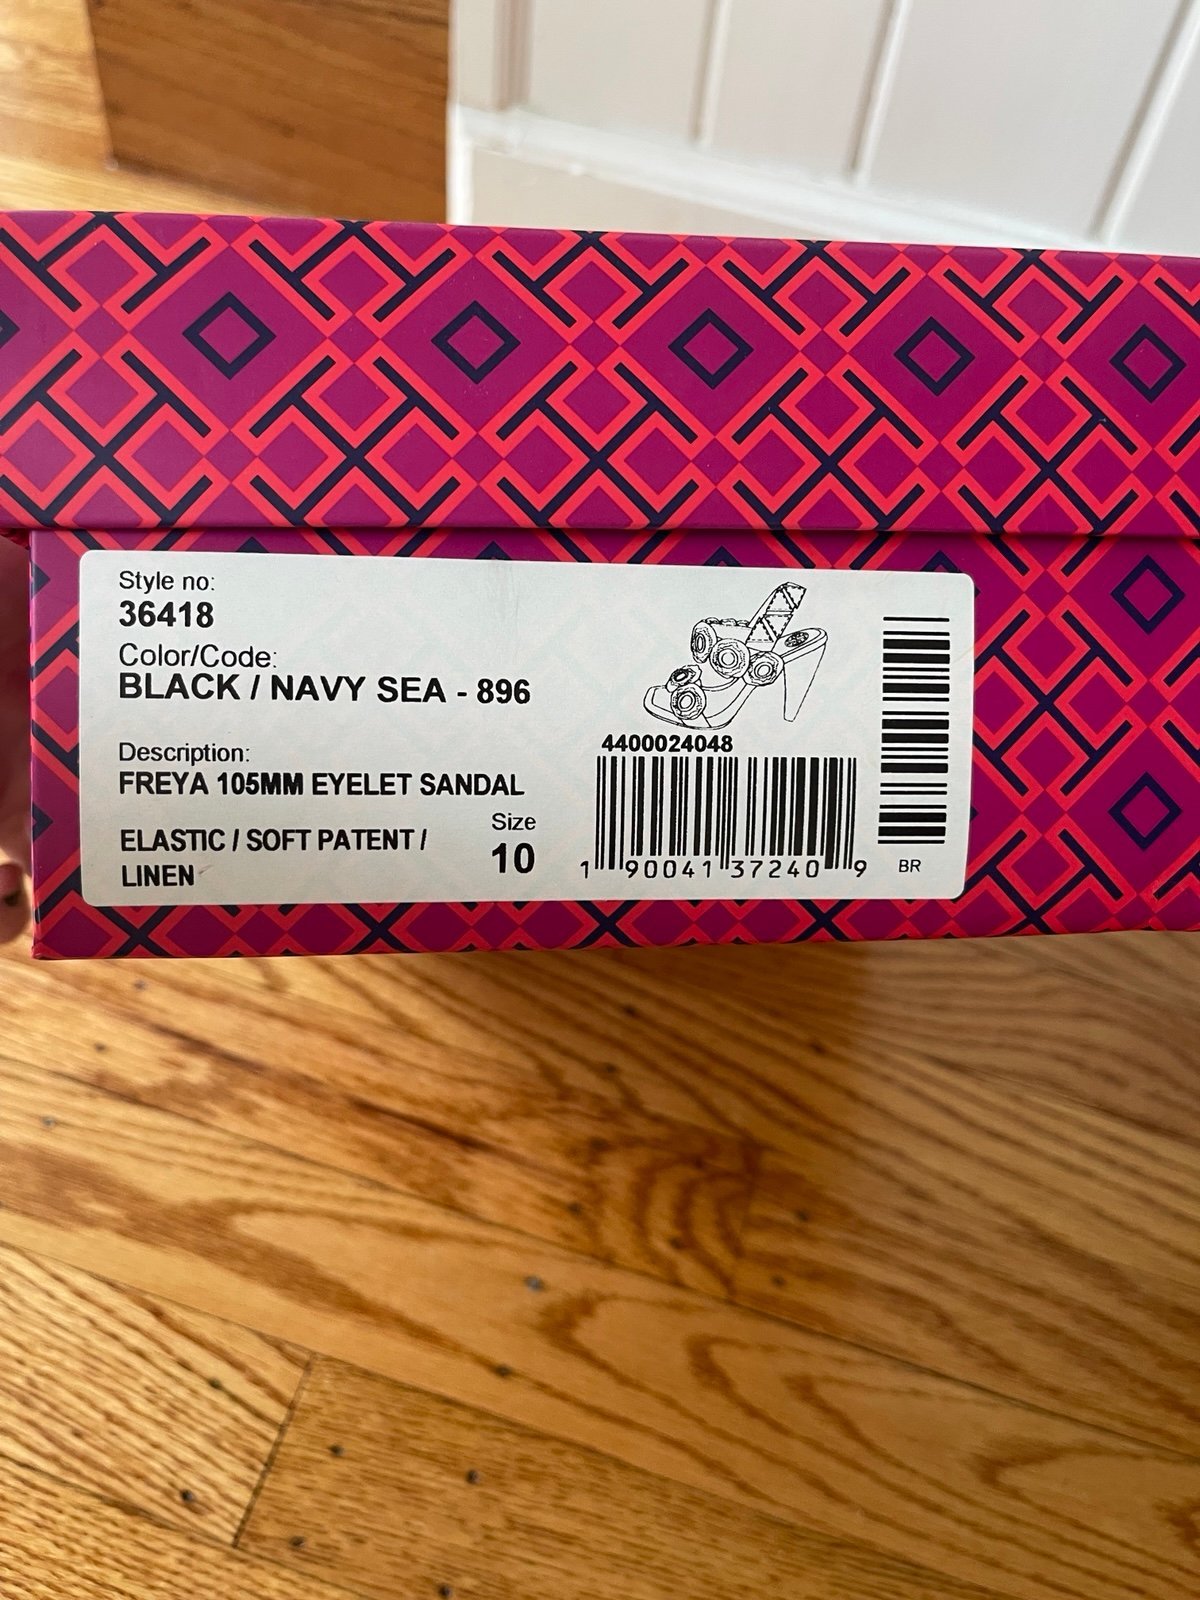 Style no:
36418
Color/Code:
BLACK / NAVY SEA - 896
Description:
FREYA 105MM EYELET SANDAL
ELASTIC / SOFT PATENT /
LINEN
Size
10
4400024048
1 90041 37240 9
BR